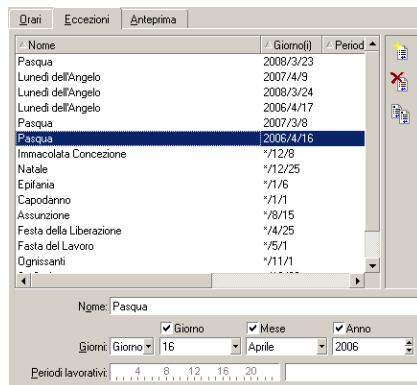 Orari Eccezioni Anteprima
Nome Giorno(i) Period
Pasqua 2008/3/23
Lunedì dell'Angelo 2007/4/9
Lunedì dell'Angelo 2008/3/24
Lunedì dell'Angelo 2006/4/17
Pasqua 2007/3/8
Pasqua 2006/4/16
Immacolata Concezione */12/8
Natale */12/25
Epifania */1/6
Capodanno */1/1
Assunzione */8/15
Festa della Liberazione */4/25
Fasta del Lavoro */5/1
Ognissanti */11/1
Nome: Pasqua
Giorno Mese Anno
Giorni: Giorno 16 Aprile 2006
Periodi lavorativi: 4 8 12 16 20